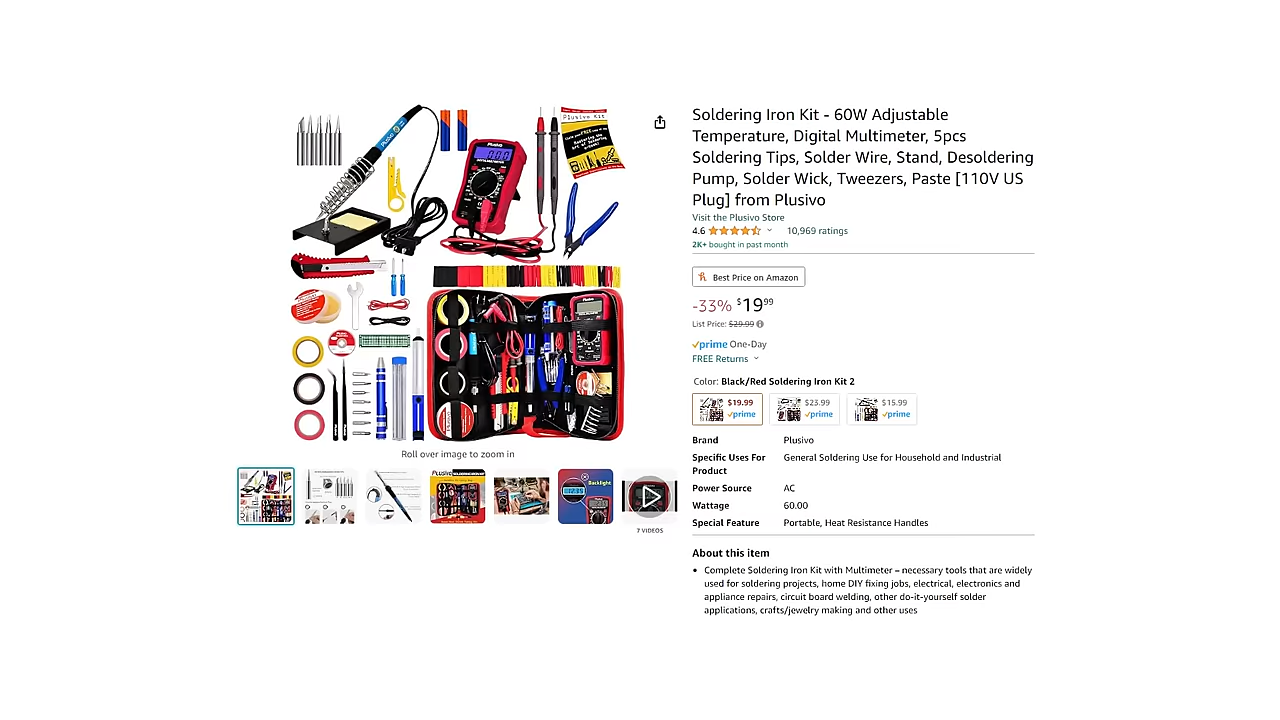 Soldering Iron Kit - 60W Adjustable
Temperature, Digital Multimeter, 5pcs
Soldering Tips, Solder Wire, Stand, Desoldering
Pump, Solder Wick, Tweezers, Paste [110V US
Plug] from Plusivo
Visit the Plusivo Store
4.6 10,969 ratings
2K+ bought in past month
Best Price on Amazon
-33% $19 99
List Price: $29.99
prime One-Day
FREE Returns
Color: Black/Red Soldering Iron Kit 2
$19.99 $23.99 $15.99
prime prime prime
Brand Plusivo
Specific Uses For General Soldering Use for Household and Industrial
Product
Power Source AC
Wattage 60.00
Special Feature Portable, Heat Resistance Handles
About this item
• Complete Soldering Iron Kit with Multimeter – necessary tools that are widely
used for soldering projects, home DIY fixing jobs, electrical, electronics and
appliance repairs, circuit board welding, other do-it-yourself solder
applications, crafts/jewelry making and other uses
Plusivo Kit
Plusivo
Plusivo
Roll over image to zoom in
Plusivo
Backlight
7 VIDEOS